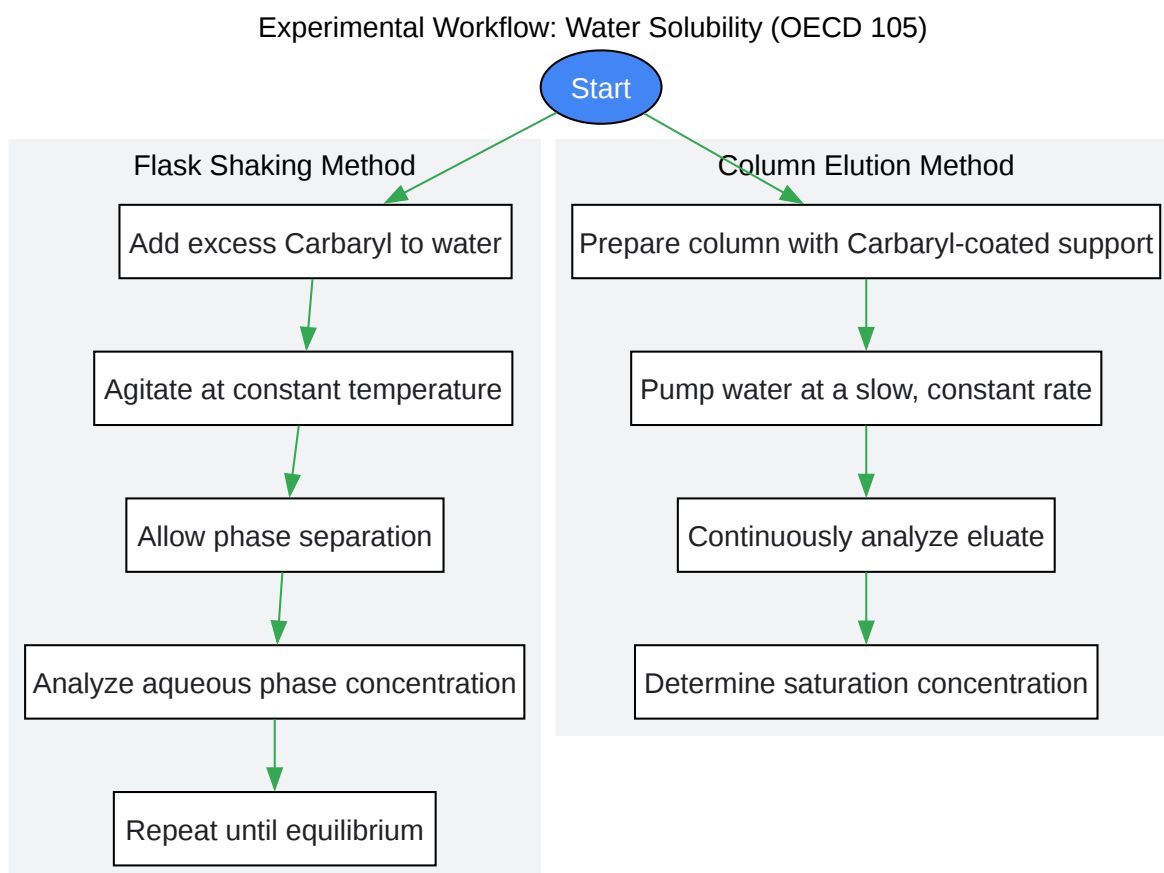 Experimental Workflow: Water Solubility (OECD 105)
Start
Flask Shaking Method
Add excess Carbaryl to water
Agitate at constant temperature
Allow phase separation
Analyze aqueous phase concentration
Repeat until equilibrium
Column Elution Method
Prepare column with Carbaryl-coated support
Pump water at a slow, constant rate
Continuously analyze eluate
Determine saturation concentration